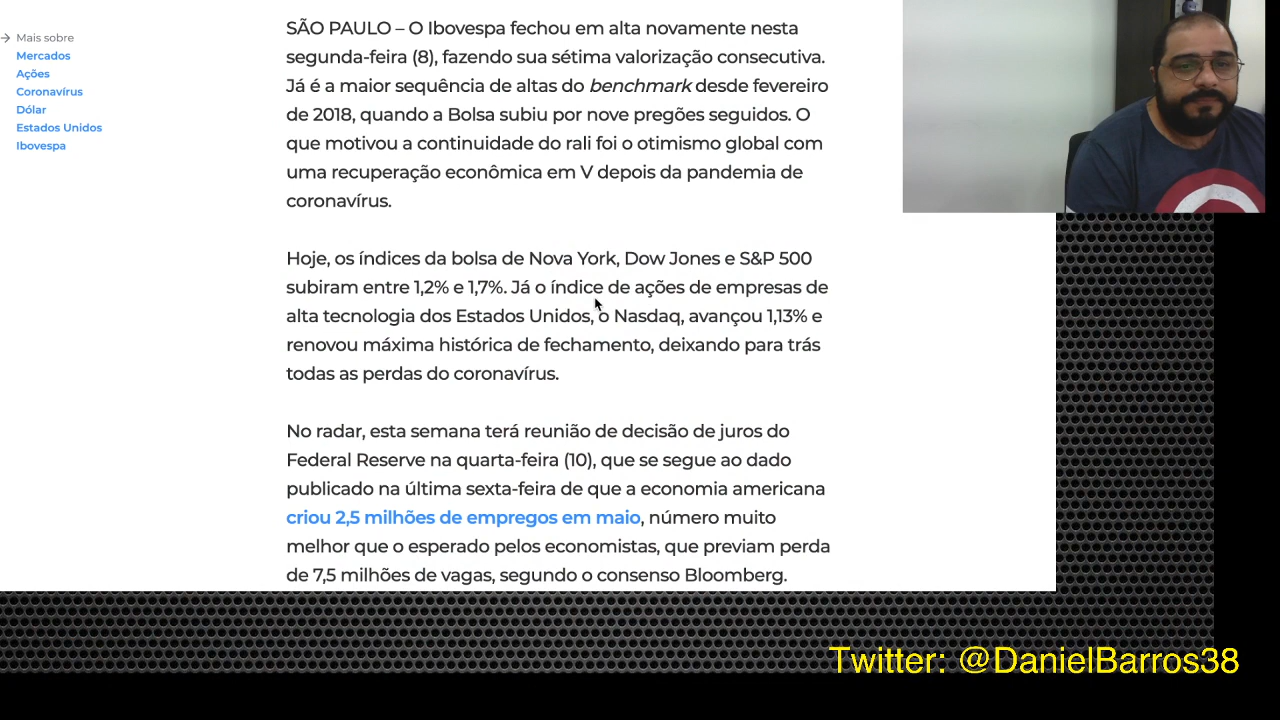 Mais sobre
Mercados
Ações
Coronavírus
Dólar
Estados Unidos
Ibovespa
SÃO PAULO – O Ibovespa fechou em alta novamente nesta
segunda-feira (8), fazendo sua sétima valorização consecutiva.
Já é a maior sequência de altas do benchmark desde fevereiro
de 2018, quando a Bolsa subiu por nove pregões seguidos. O
que motivou a continuidade do rali foi o otimismo global com
uma recuperação econômica em V depois da pandemia de
coronavírus.
Hoje, os índices da bolsa de Nova York, Dow Jones e S&P 500
subiram entre 1,2% e 1,7%. Já o índice de ações de empresas de
alta tecnologia dos Estados Unidos, o Nasdaq, avançou 1,13% e
renovou máxima histórica de fechamento, deixando para trás
todas as perdas do coronavírus.
No radar, esta semana terá reunião de decisão de juros do
Federal Reserve na quarta-feira (10), que se segue ao dado
publicado na última sexta-feira de que a economia americana
criou 2,5 milhões de empregos em maio, número muito
melhor que o esperado pelos economistas, que previam perda
de 7,5 milhões de vagas, segundo o consenso Bloomberg.
Twitter: @DanielBarros38